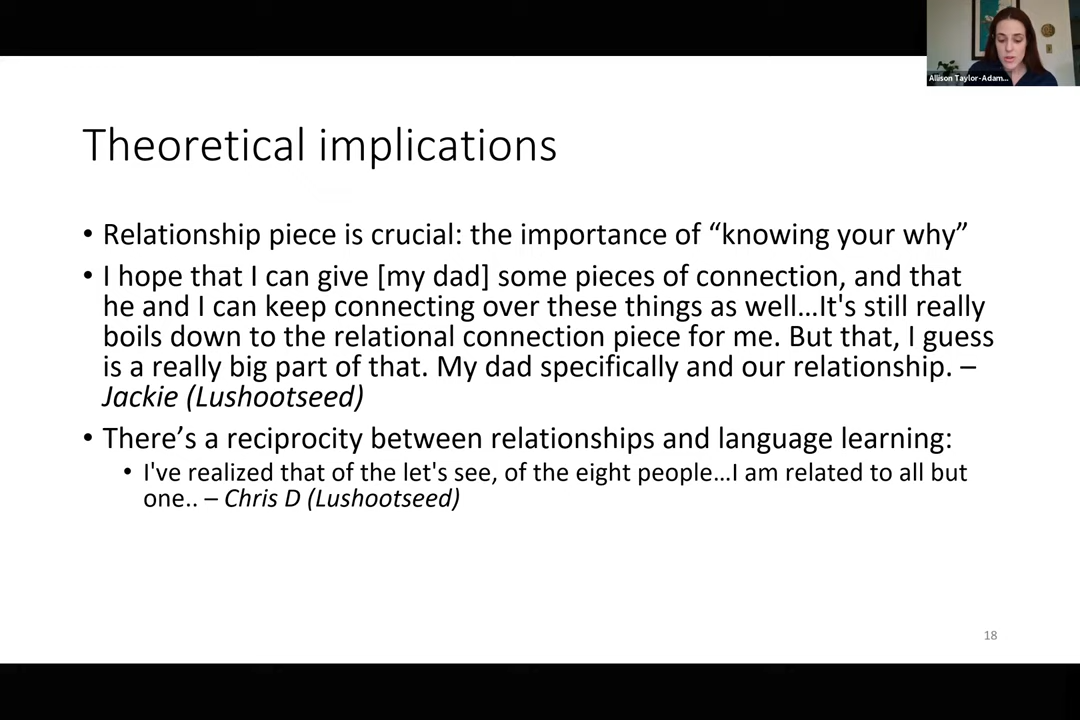 Allison Taylor-Adam...
Theoretical implications
• Relationship piece is crucial: the importance of “knowing your why”
• I hope that I can give [my dad] some pieces of connection, and that
he and I can keep connecting over these things as well…It's still really
boils down to the relational connection piece for me. But that, I guess
is a really big part of that. My dad specifically and our relationship. –
Jackie (Lushootseed)
• There’s a reciprocity between relationships and language learning:
• I've realized that of the let's see, of the eight people…I am related to all but
one.. – Chris D (Lushootseed)
18